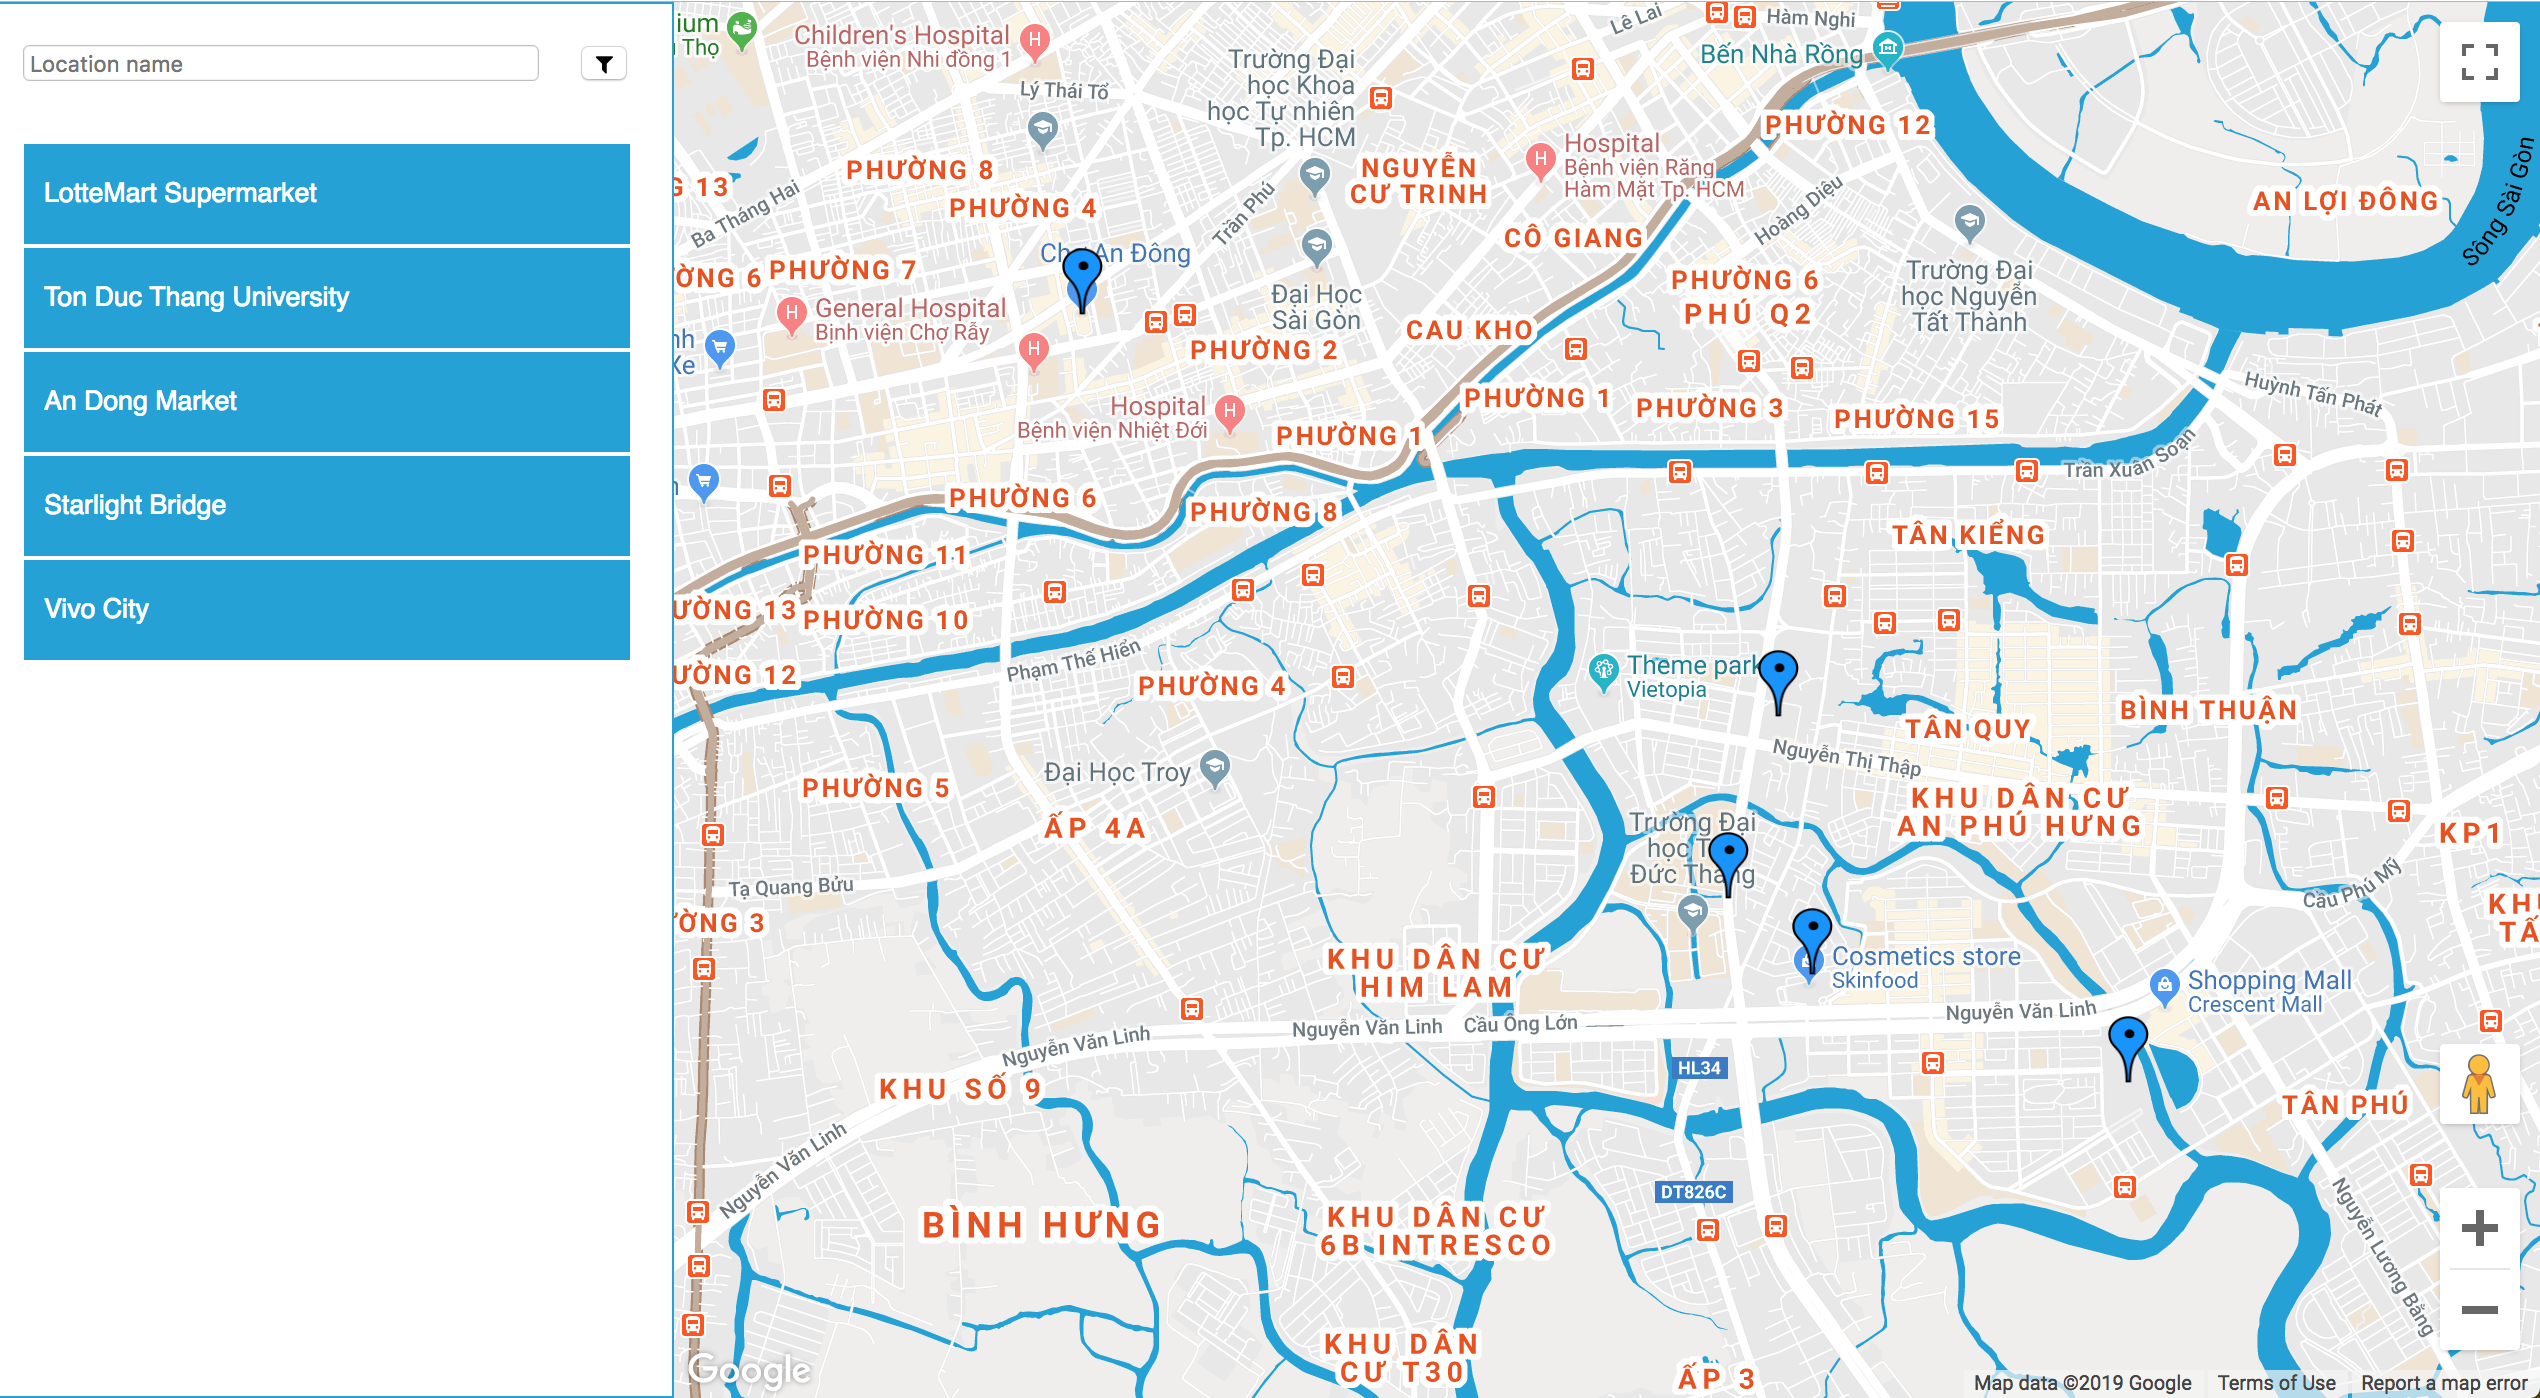 Location name
LotteMart Supermarket
Ton Duc Thang University
An Dong Market
Starlight Bridge
Vivo City
ium
Thọ
Children's Hospital
Bệnh viện Nhi đồng 1
Lý Thái Tổ
Lê Lai
Hàm Nghi
Bến Nhà Rồng
Trường Đại
học Khoa
học Tự nhiên
Tp. HCM
PHƯỜNG 12
Hospital
Bệnh viện Răng
Hàm Mặt Tp. HCM
NGUYỄN
CƯ TRINH
PHƯỜNG 8
PHƯỜNG 4
G 13
Ba Tháng Hai
Trần Phú
Hoàng Diệu
AN LỢI ĐÔNG
Sông Sài Gòn
CÔ GIANG
An Đông
ỜNG 6
PHƯỜNG 7
PHƯỜNG 6
PHÚ Q2
Trường Đại
học Nguyễn
Tất Thành
General Hospital
Bịnh viện Chợ Rẫy
Đại Học
Sài Gòn
CAU KHO
nh
Xe
PHƯỜNG 2
PHƯỜNG 1
PHƯỜNG 3
PHƯỜNG 15
Huỳnh Tấn Phát
Hospital
Bệnh viện Nhiệt Đới
PHƯỜNG 1
Trần Xuân Soạn
PHƯỜNG 6
PHƯỜNG 8
TÂN KIỂNG
PHƯỜNG 11
ƯỜNG 13
PHƯỜNG 10
Phạm Thế Hiển
ƯỜNG 12
PHƯỜNG 4
Theme park
Vietopia
BÌNH THUẬN
TÂN QUY
Nguyễn Thị Thập
Đại Học Troy
PHƯỜNG 5
ẤP 4A
KHU DÂN CƯ
AN PHÚ HƯNG
KP1
Trường Đại
học T
Đức Thắng
Tạ Quang Bửu
Cầu Phú Mỹ
ƯỜNG 3
KHU
TẤ
KHU DÂN CƯ
HIM LAM
Cosmetics store
Skinfood
Shopping Mall
Crescent Mall
Nguyễn Văn Linh
Nguyễn Văn Linh
Cầu Ông Lớn
Nguyễn Văn Linh
HL34
KHU SỐ 9
TÂN PHÚ
Nguyễn Văn Linh
DT826C
BÌNH HƯNG
KHU DÂN CƯ
6B INTRESCO
Nguyễn Lương Bằng
KHU DÂN
CƯ T30
ẤP 3
Google
Map data ©2019 Google
Terms of Use
Report a map error